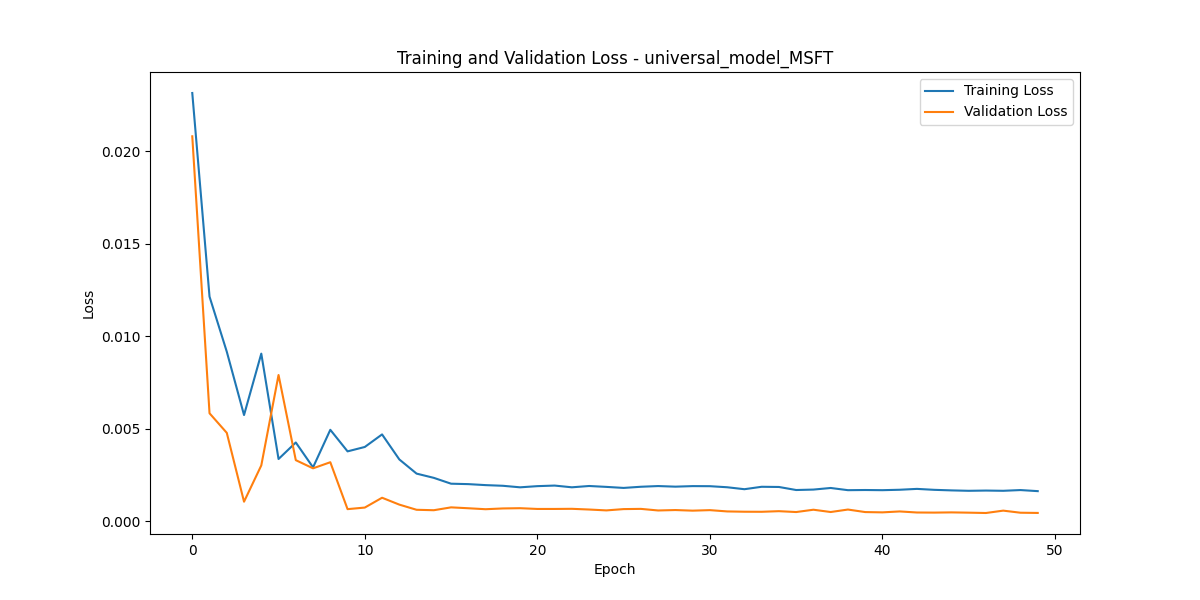 Training and Validation Loss - universal_model_MSFT
Training Loss
Validation Loss
0.020
0.015
0.010
0.005
0.000
Loss
0 10 20 30 40 50
Epoch